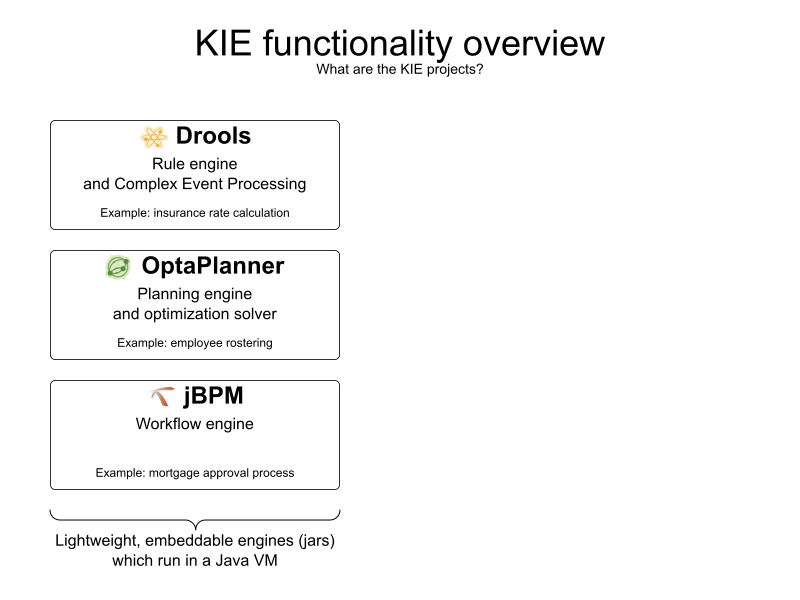 KIE functionality overview
What are the KIE projects?
Drools
Rule engine
and Complex Event Processing
Example: insurance rate calculation
OptaPlanner
Planning engine
and optimization solver
Example: employee rostering
jBPM
Workflow engine
Example: mortgage approval process
Lightweight, embeddable engines (jars)
which run in a Java VM